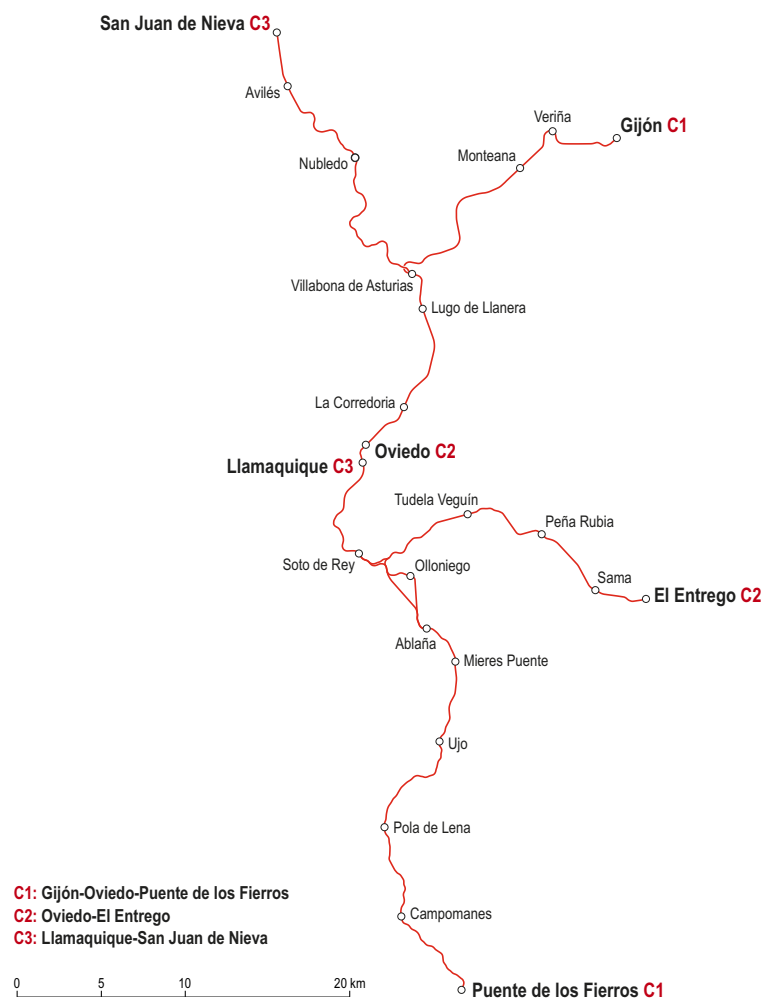 San Juan de Nieva C3
Avilés
Veriña
Gijón C1
Nubledo
Monteana
Villabona de Asturias
Lugo de Llanera
La Corredoria
Oviedo C2
Llamaquique C3
Tudela Veguín
Peña Rubia
Soto de Rey
Olloniego
Sama
El Entrego C2
Ablaña
Mieres Puente
Ujo
Pola de Lena
C1: Gijón-Oviedo-Puente de los Fierros
C2: Oviedo-El Entrego
C3: Llamaquique-San Juan de Nieva
Campomanes
0 5 10 20 km
Puente de los Fierros C1